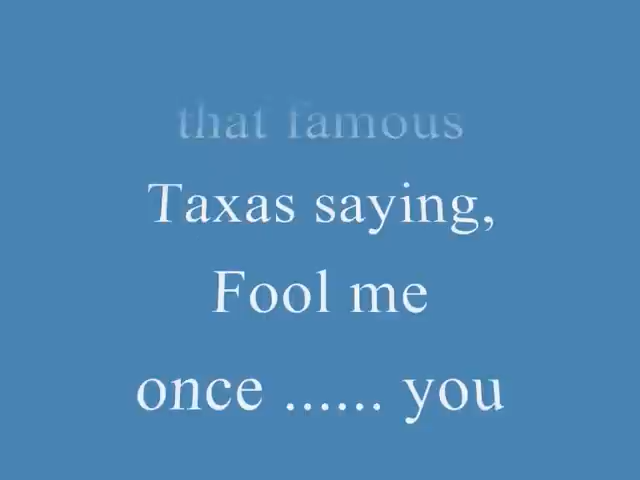 that famous
Taxas saying,
Fool me
once ...... you